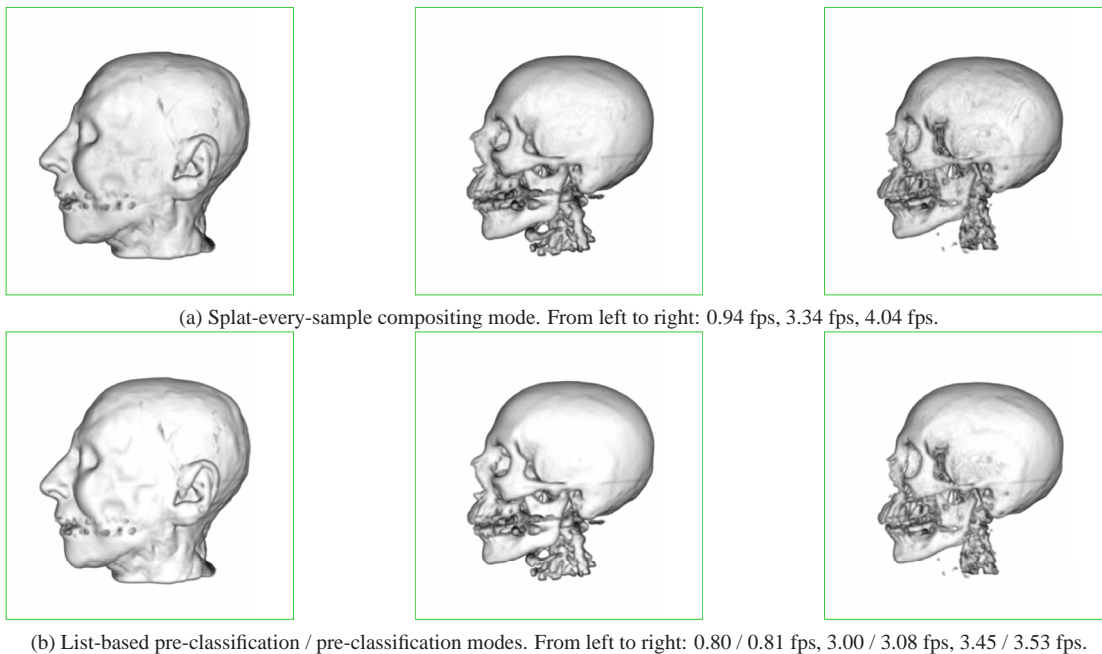 (a) Splat-every-sample compositing mode. From left to right: 0.94 fps, 3.34 fps, 4.04 fps.
(b) List-based pre-classification / pre-classification modes. From left to right: 0.80 / 0.81 fps, 3.00 / 3.08 fps, 3.45 / 3.53 fps.